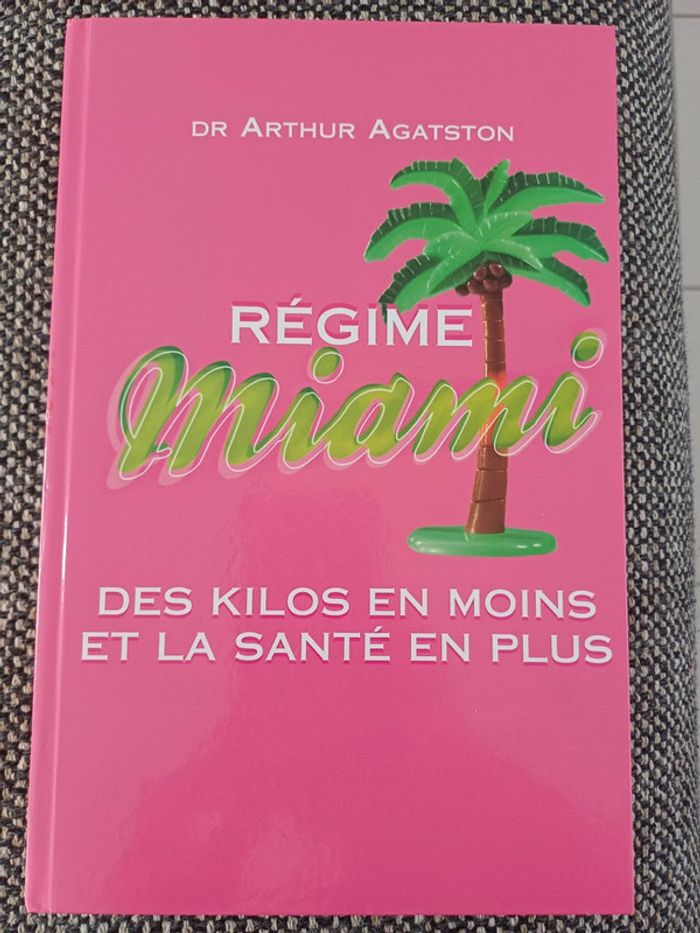 DR ARTHUR AGATSTON
RÉGIME
Miami
DES KILOS EN MOINS
ET LA SANTÉ EN PLUS